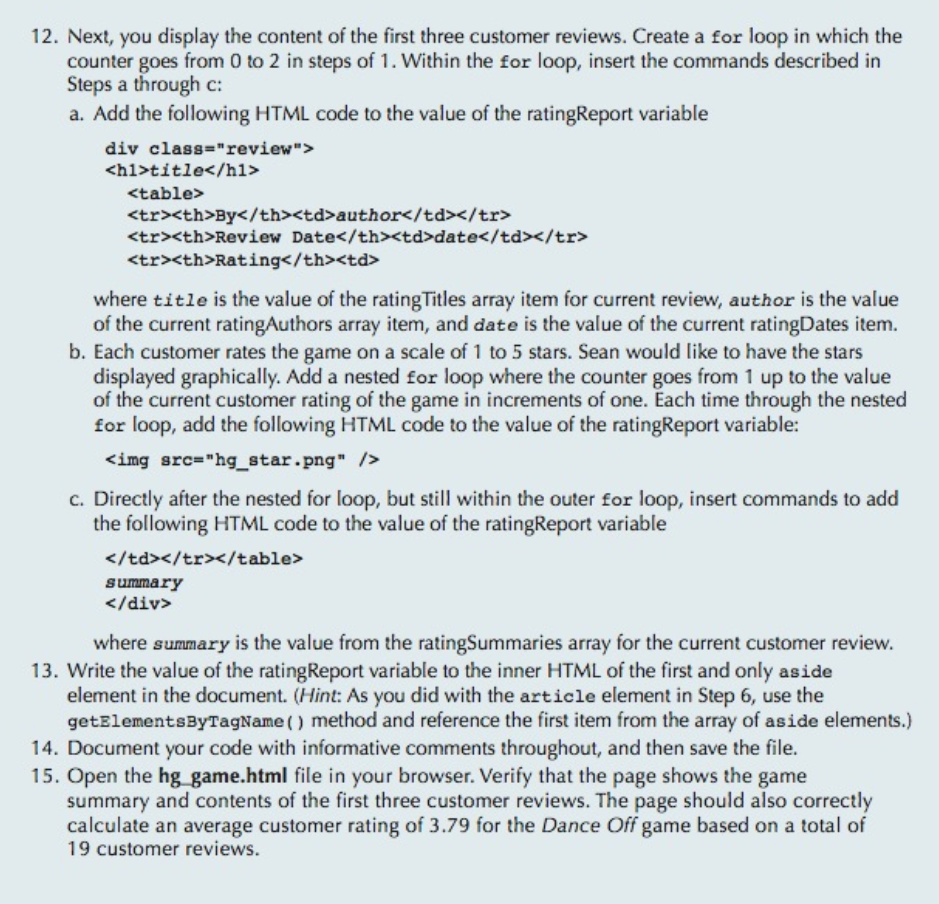 12. Next, you display the content of the first three customer reviews. Create a for loop in which the
counter goes from 0 to 2 in steps of 1. Within the for loop, insert the commands described in
Steps a through c:
a. Add the following HTML code to the value of the ratingReport variable
div class="review">
<h1>title</h1>
<table>
<tr><th>By</th><td>author</td></tr>
<tr><th>Review Date</th><td>date</td></tr>
<tr><th>Rating</th><td>
where title is the value of the ratingTitles array item for current review, author is the value
of the current ratingAuthors array item, and date is the value of the current ratingDates item.
b. Each customer rates the game on a scale of 1 to 5 stars. Sean would like to have the stars
displayed graphically. Add a nested for loop where the counter goes from 1 up to the value
of the current customer rating of the game in increments of one. Each time through the nested
for loop, add the following HTML code to the value of the ratingReport variable:
<img src="hg_star.png" />
c. Directly after the nested for loop, but still within the outer for loop, insert commands to add
the following HTML code to the value of the ratingReport variable
</td></tr></table>
summary
</div>
where summary is the value from the ratingSummaries array for the current customer review.
13. Write the value of the ratingReport variable to the inner HTML of the first and only aside
element in the document. (Hint: As you did with the article element in Step 6, use the
getElementsByTagName() method and reference the first item from the array of aside elements.)
14. Document your code with informative comments throughout, and then save the file.
15. Open the hg_game.html file in your browser. Verify that the page shows the game
summary and contents of the first three customer reviews. The page should also correctly
calculate an average customer rating of 3.79 for the Dance Off game based on a total of
19 customer reviews.